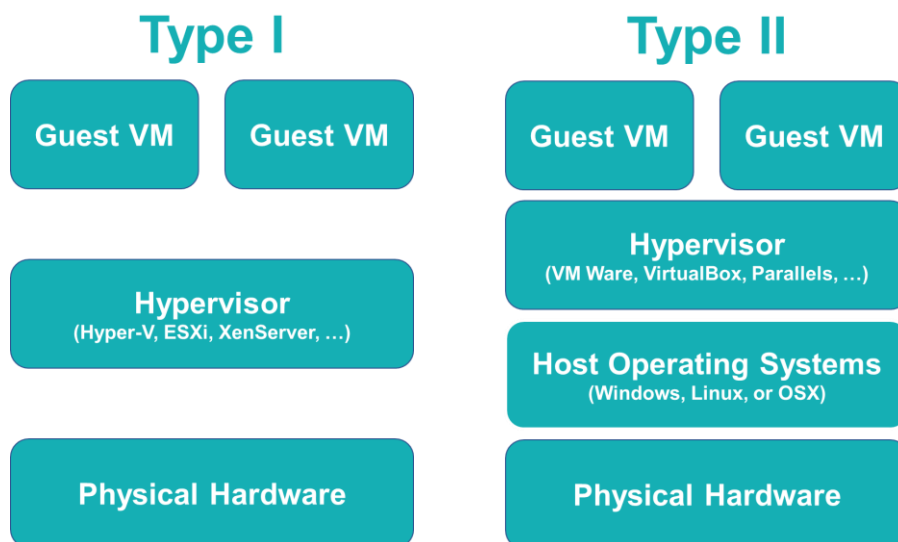 Type I
Guest VM
Guest VM
Hypervisor
(Hyper-V, ESXi, XenServer, ...)
Physical Hardware
Type II
Guest VM
Guest VM
Hypervisor
(VM Ware, VirtualBox, Parallels, ...)
Host Operating Systems
(Windows, Linux, or OSX)
Physical Hardware